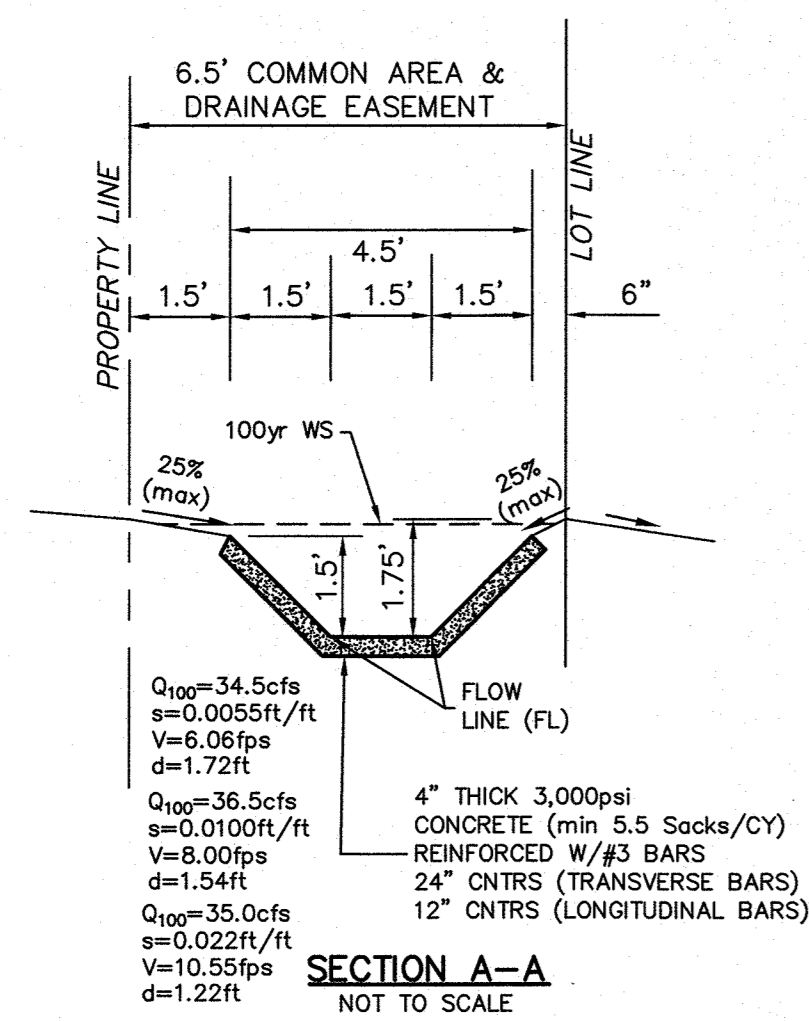 6.5' COMMON AREA &
DRAINAGE EASEMENT
PROPERTY LINE
LOT LINE
4.5'
1.5'
1.5'
1.5'
1.5'
6"
100yr WS
25%
(max)
25%
(max)
1.5'
1.75'
Q₁₀₀=34.5cfs
s=0.0055ft/ft
V=6.06fps
d=1.72ft
Q₁₀₀=36.5cfs
s=0.0100ft/ft
V=8.00fps
d=1.54ft
Q₁₀₀=35.0cfs
s=0.022ft/ft
V=10.55fps
d=1.22ft
FLOW
LINE (FL)
4" THICK 3,000psi
CONCRETE (min 5.5 Sacks/CY)
REINFORCED W/#3 BARS
24" CNTRS (TRANSVERSE BARS)
12" CNTRS (LONGITUDINAL BARS)
SECTION A-A
NOT TO SCALE